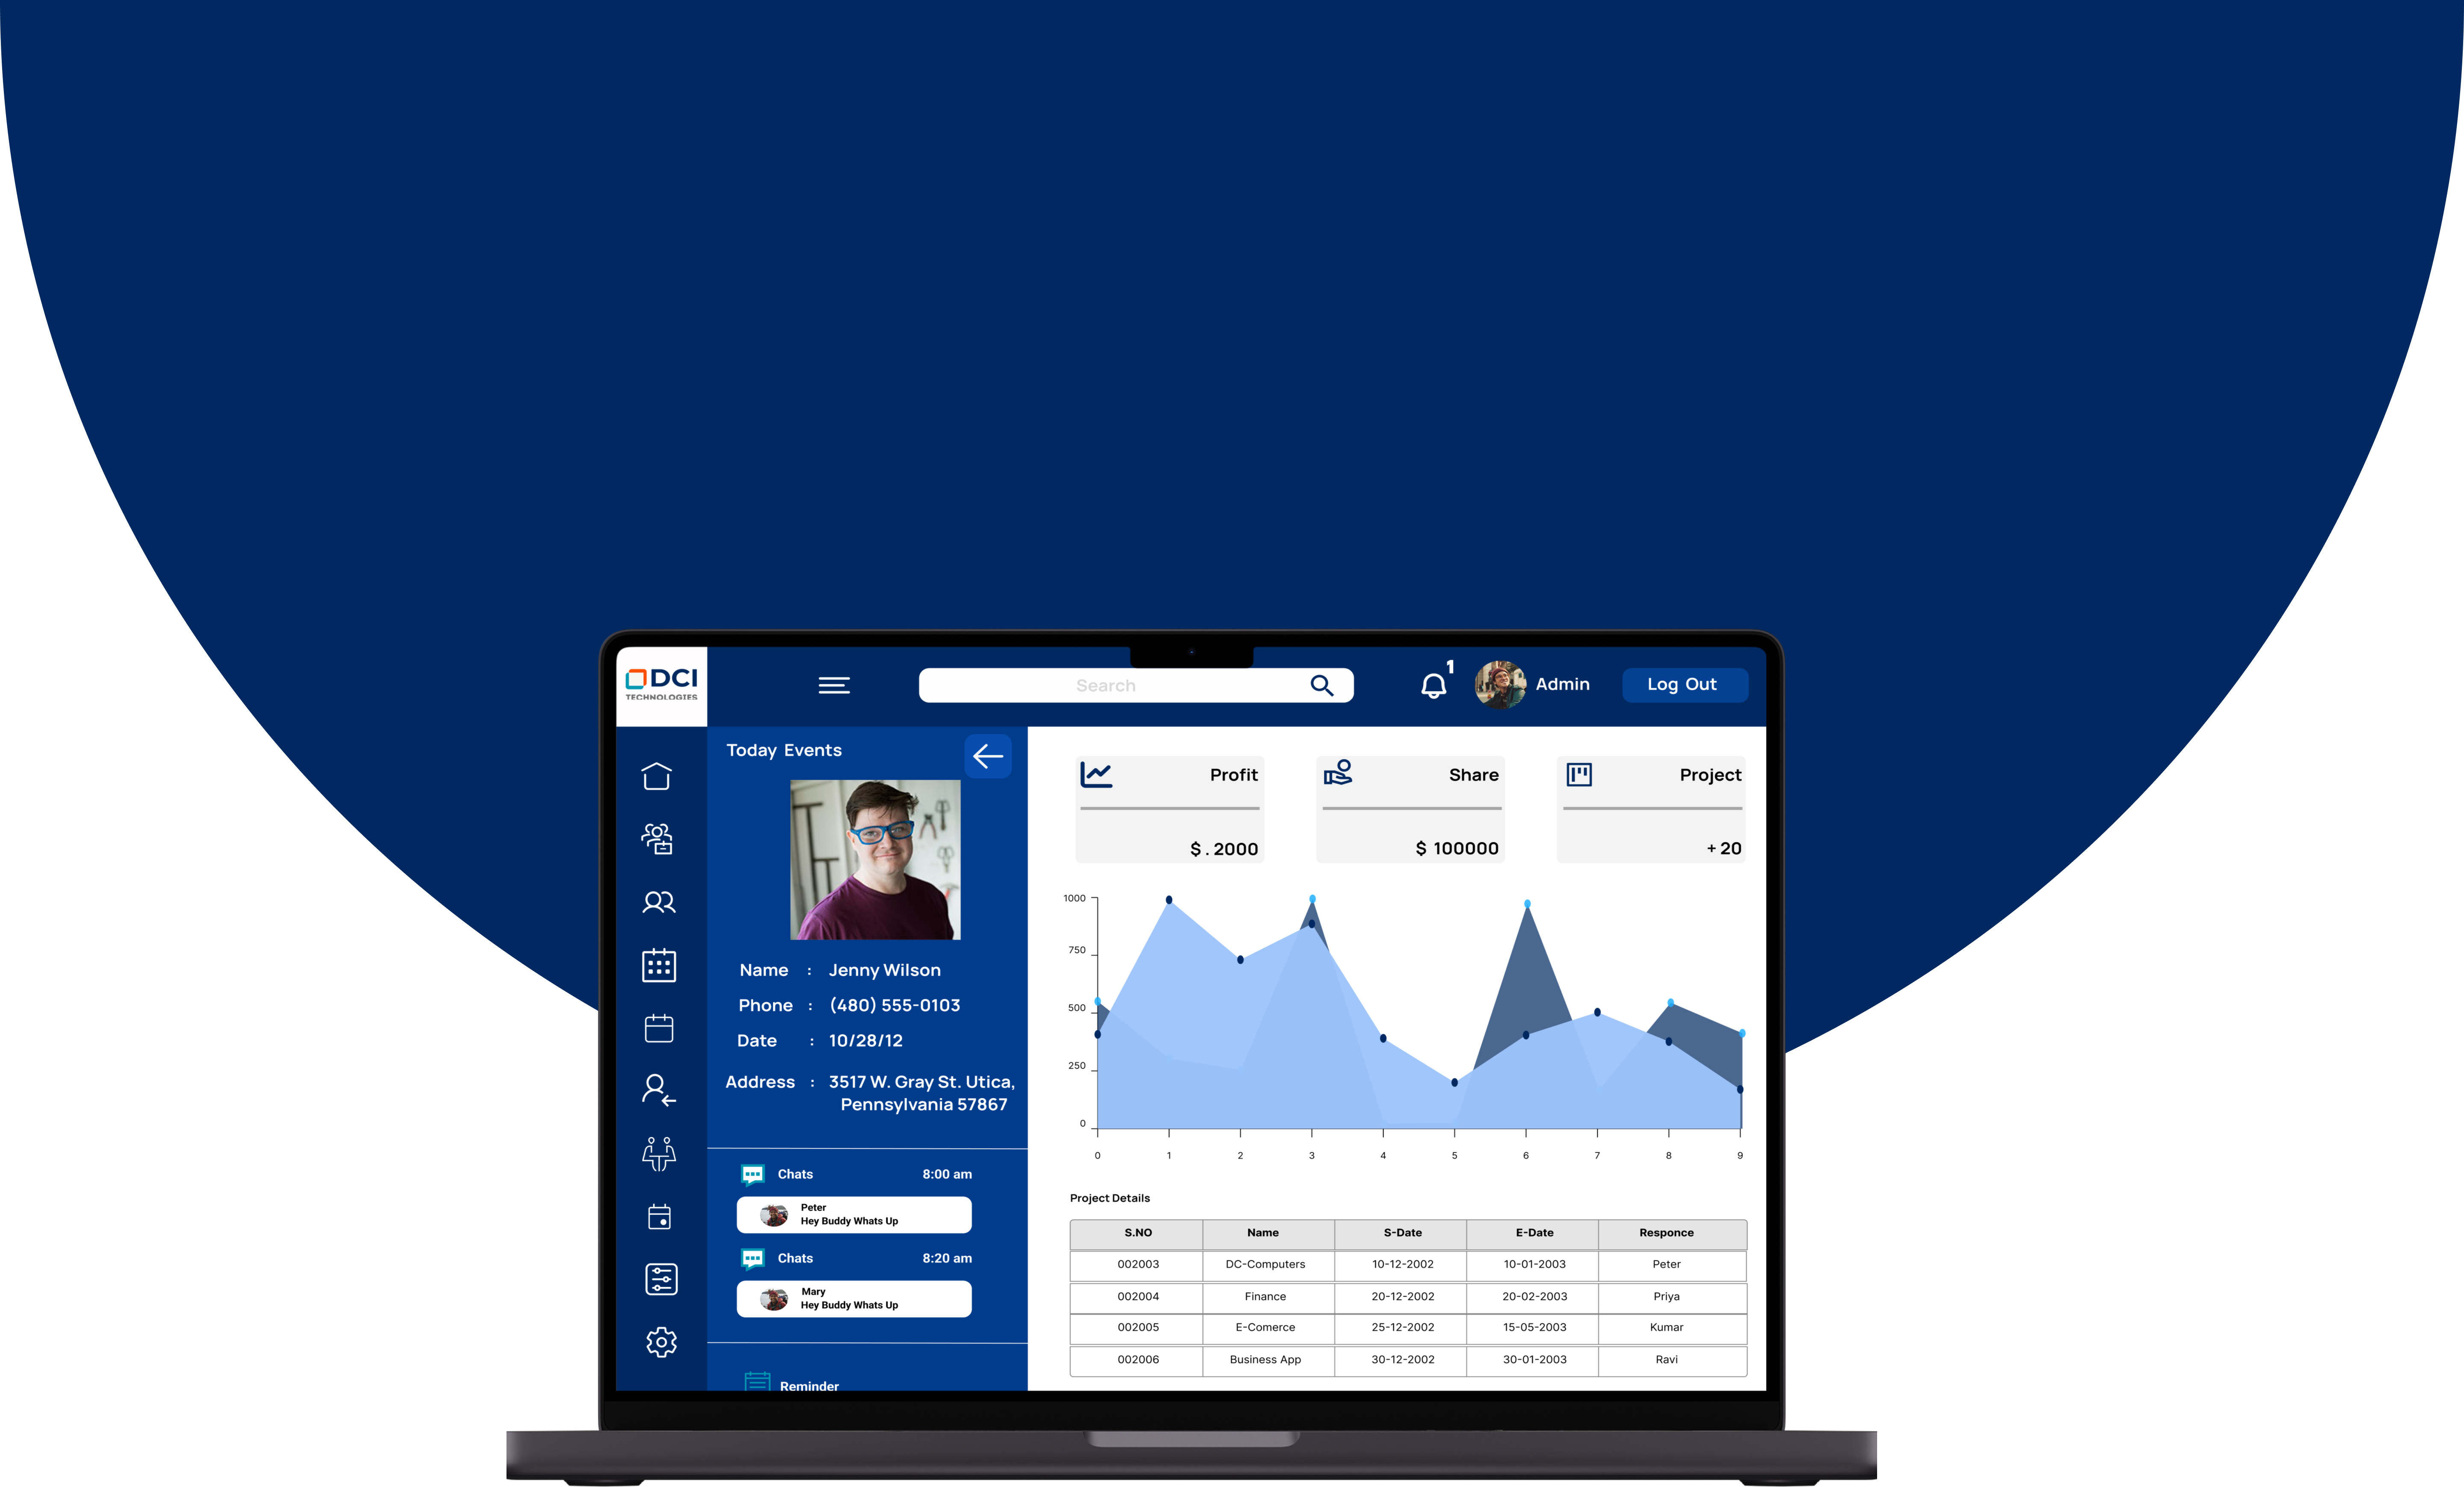 DCI
TECHNOLOGIES
Search
1
Admin
Log Out
Today Events
Name : Jenny Wilson
Phone : (480) 555-0103
Date : 10/28/12
Address : 3517 W. Gray St. Utica,
Pennsylvania 57867
Chats 8:00 am
Peter
Hey Buddy Whats Up
Chats 8:20 am
Mary
Hey Buddy Whats Up
Reminder
Profit
$ . 2000
Share
$ 100000
Project
+ 20
1000
750
500
250
0
0 1 2 3 4 5 6 7 8 9
Project Details
S.NO Name S-Date E-Date Responce
002003 DC-Computers 10-12-2002 10-01-2003 Peter
002004 Finance 20-12-2002 20-02-2003 Priya
002005 E-Comerce 25-12-2002 15-05-2003 Kumar
002006 Business App 30-12-2002 30-01-2003 Ravi